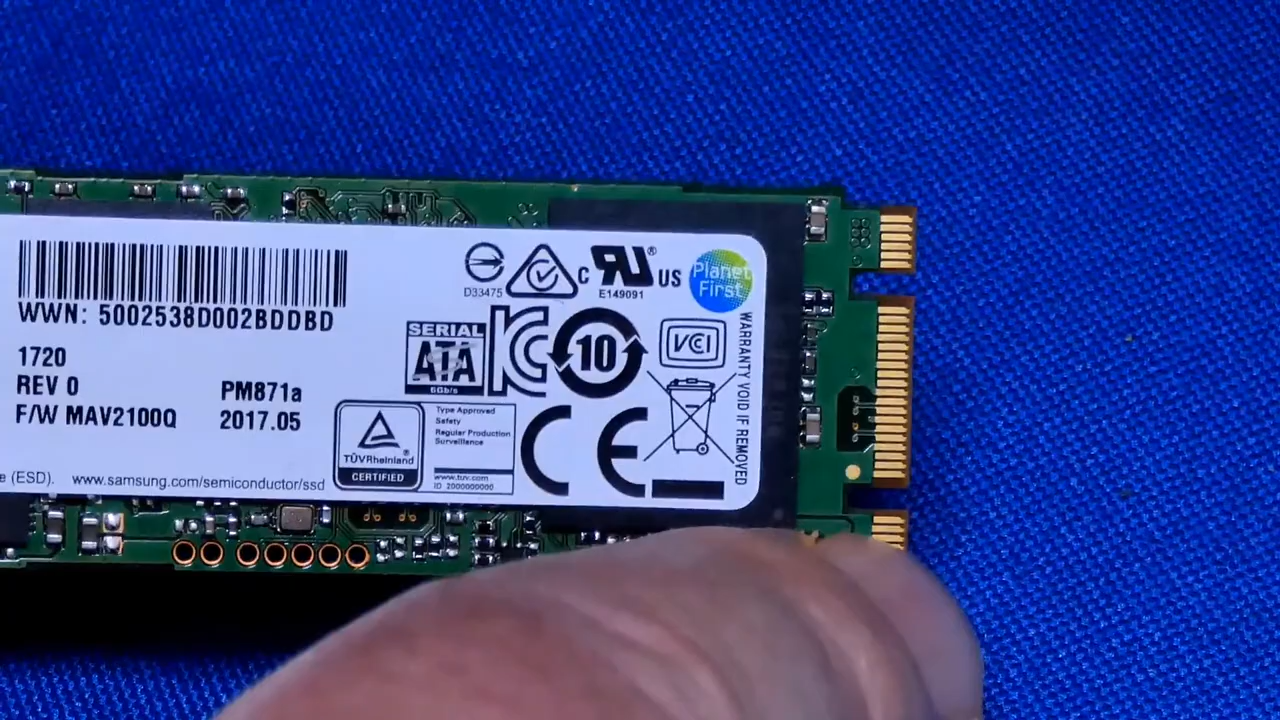 WWN: 5002538D002BDDBD
1720
REV 0
F/W MAV2100Q
PM871a
2017.05
e (ESD). www.samsung.com/semiconductor/ssd
D33475
C RU ® US
E149091
Planet
First
SERIAL
ATA
6Gb/s
KC
10
VCI
TÜVRheinland ®
CERTIFIED
Type Approved
Safety
Regular Production
Surveillance
www.tuv.com
ID 2000000000
CE
WARRANTY VOID IF REMOVED